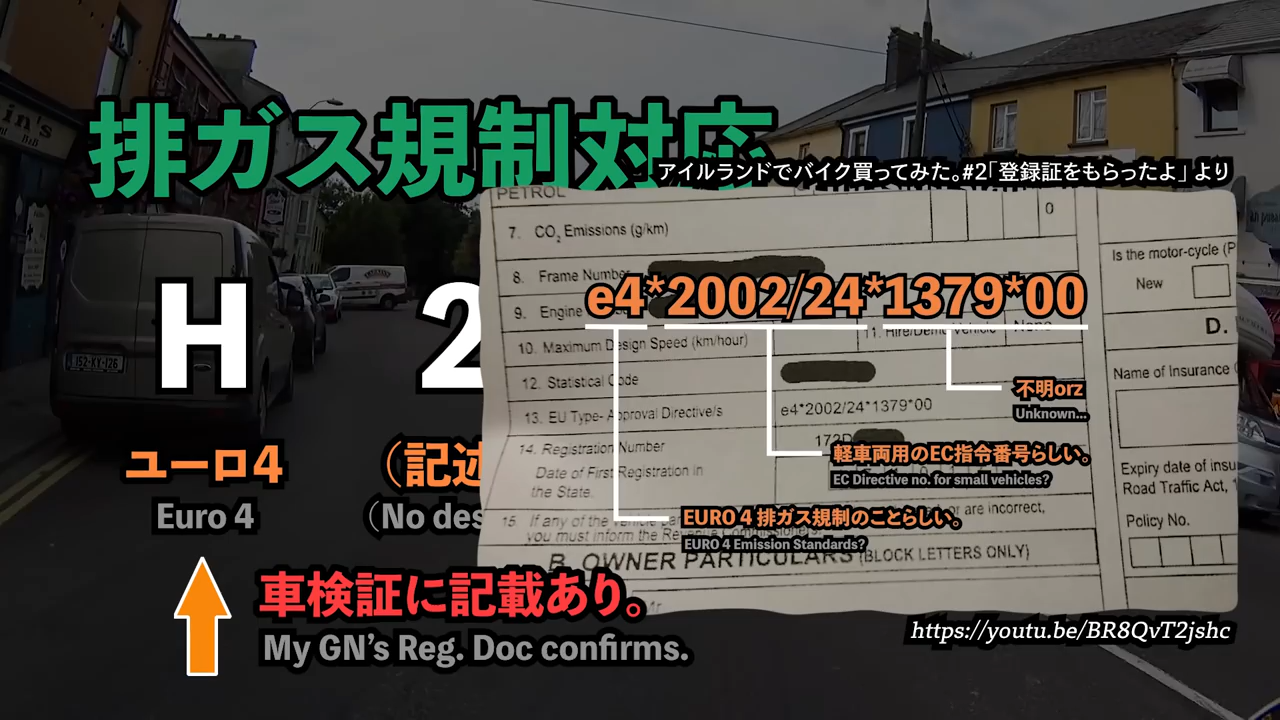 排ガス規制対応
アイルランドでバイク買ってみた。#2「登録証をもらったよ」より
PETROL
7. CO2 Emissions (g/km)
0
8. Frame Number
9. Engine
e4*2002/24*1379*00
10. Maximum Design Speed (km/hour)
11. Hire/Demo Vehicle
None
12. Statistical Code
13. EU Type- Approval Directive/s
e4*2002/24*1379*00
14. Registration Number
172D
Date of First Registration in
the State.
15. If any of the vehicle
or are incorrect,
you must inform the Revenue Commissioners.
B. OWNER PARTICULARS (BLOCK LETTERS ONLY)
不明orz
Unknown...
軽車両用のEC指令番号らしい。
EC Directive no. for small vehicles?
EURO 4 排ガス規制のことらしい。
EURO 4 Emission Standards?
Is the motor-cycle (P
New
D.
Name of Insurance
Expiry date of insu
Road Traffic Act,
Policy No.
H
2
ユーロ4
Euro 4
（記述
（No des
車検証に記載あり。
My GN's Reg. Doc confirms.
https://youtu.be/BR8QvT2jshc
152-KY-126